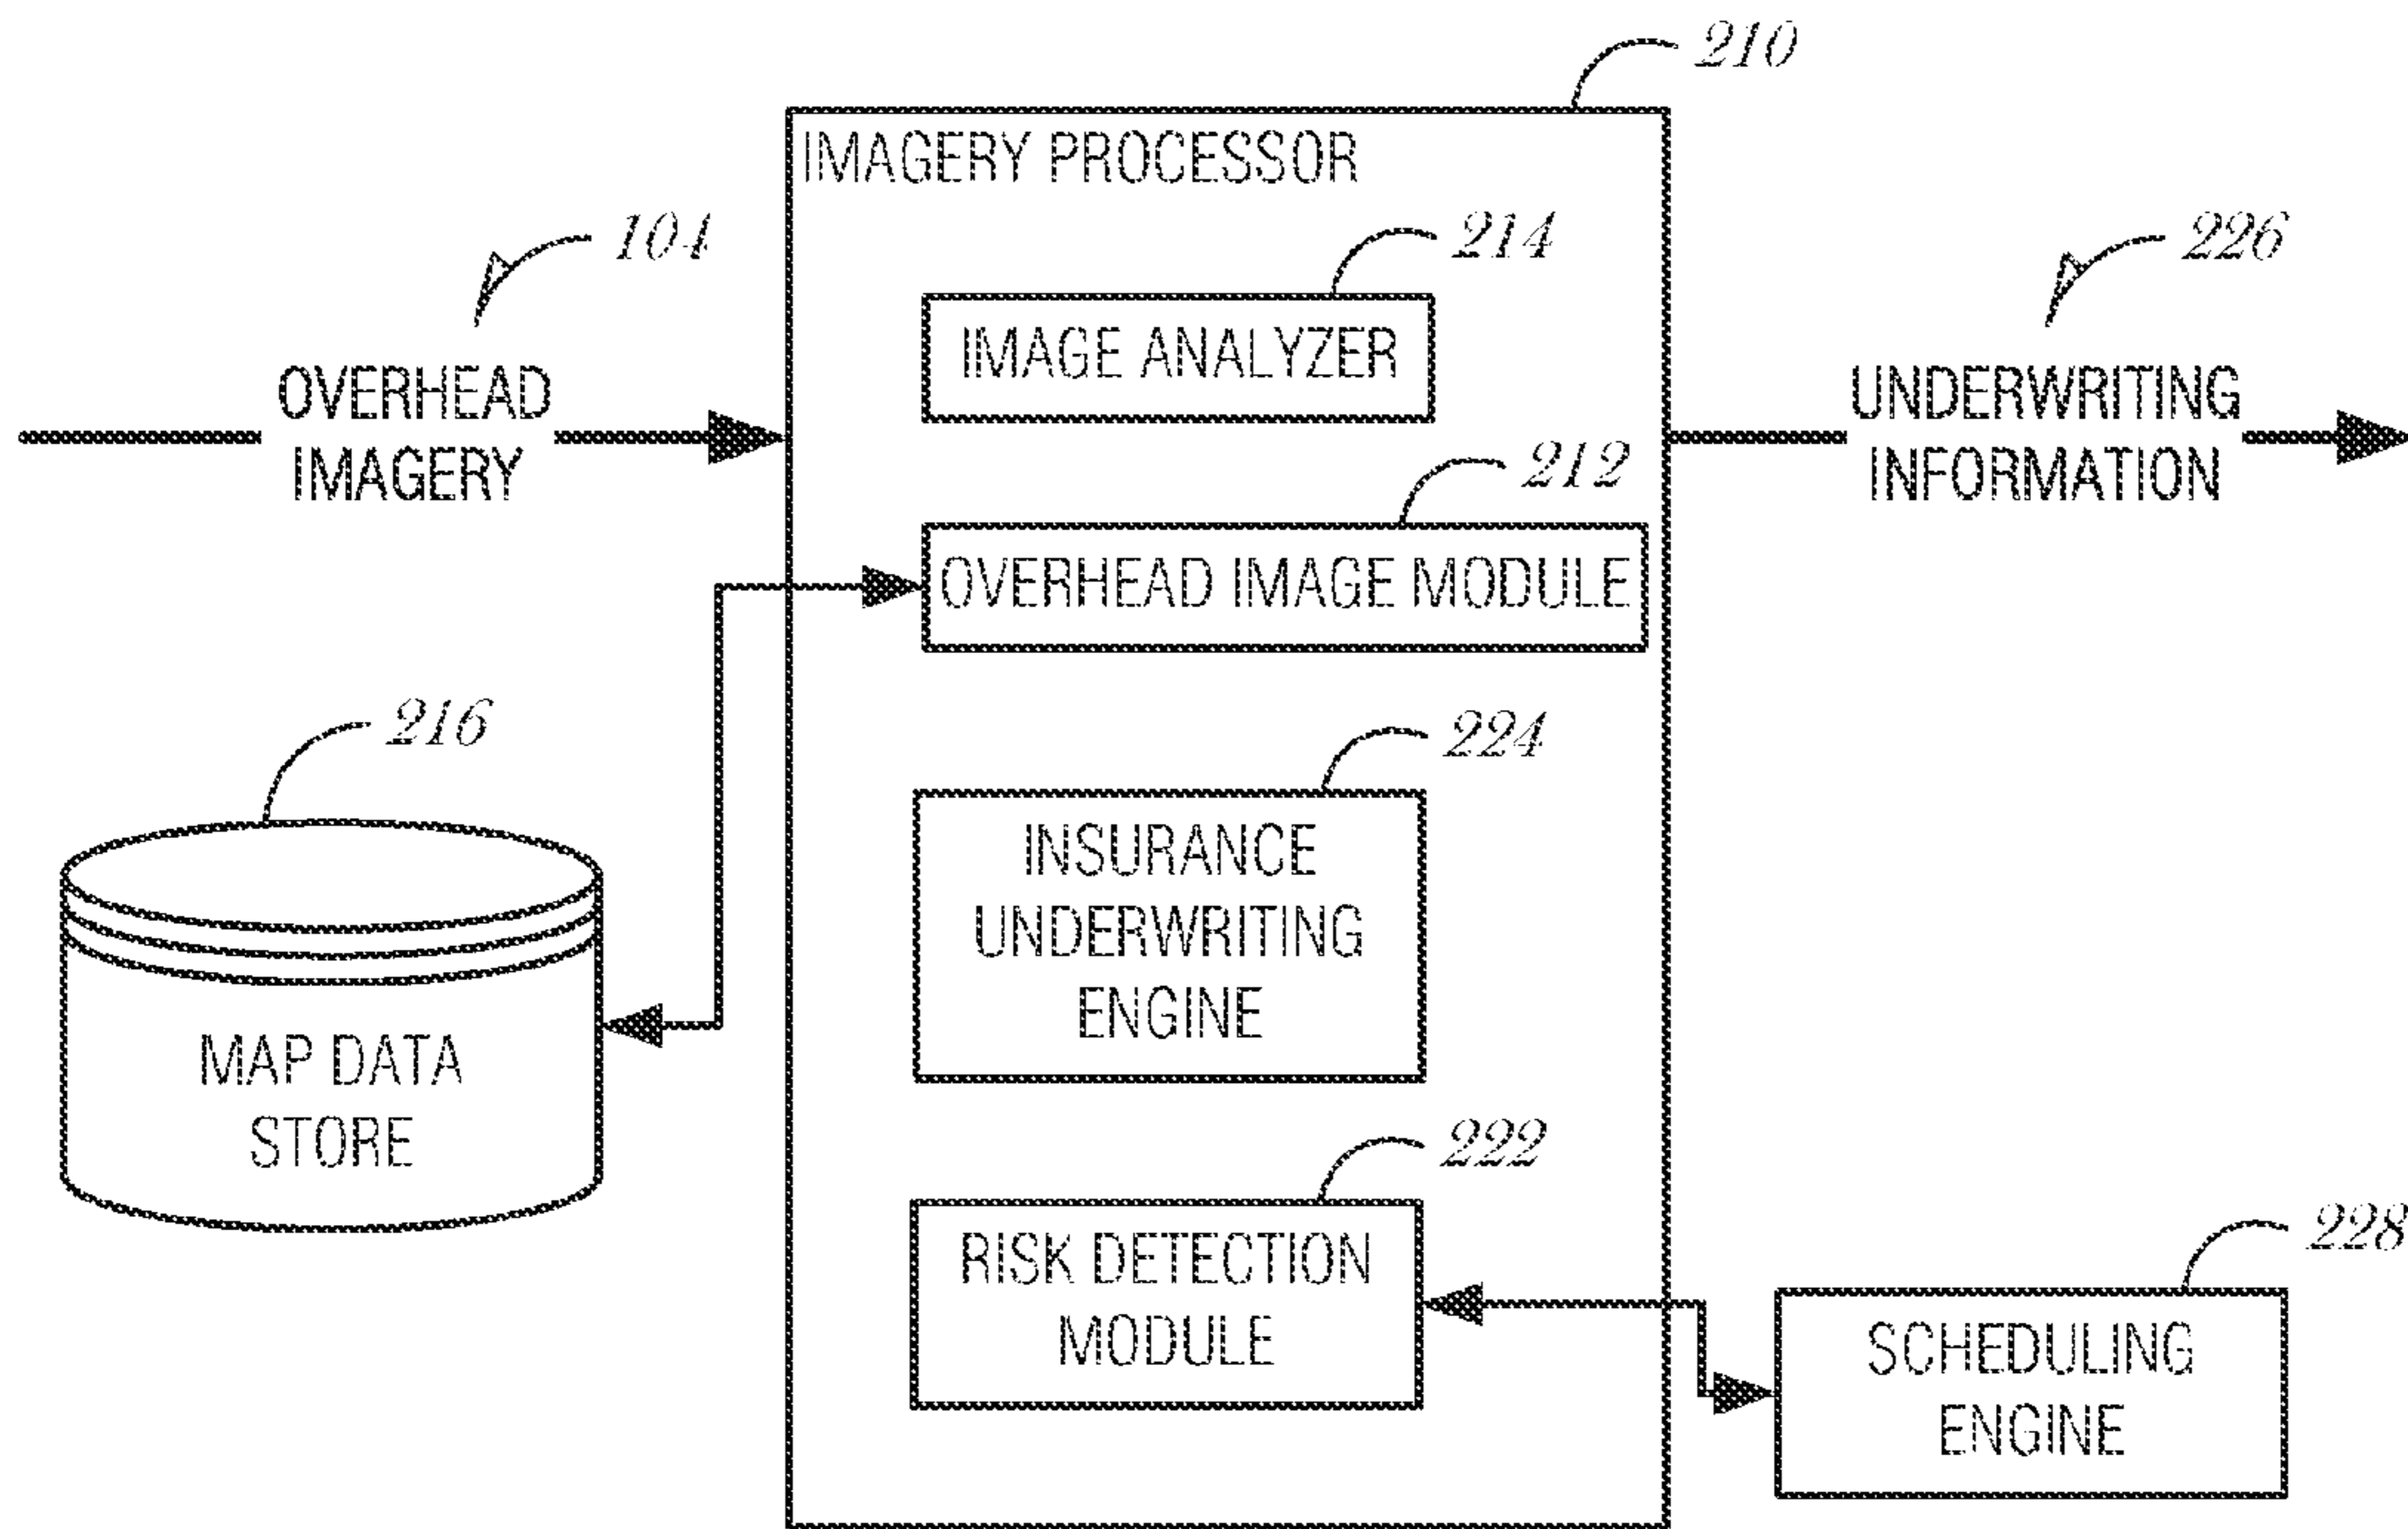 210
IMAGERY PROCESSOR
104
214
226
IMAGE ANALYZER
OVERHEAD
IMAGERY
UNDERWRITING
INFORMATION
212
OVERHEAD IMAGE MODULE
216
224
INSURANCE
UNDERWRITING
ENGINE
MAP DATA
STORE
222
RISK DETECTION
MODULE
228
SCHEDULING
ENGINE